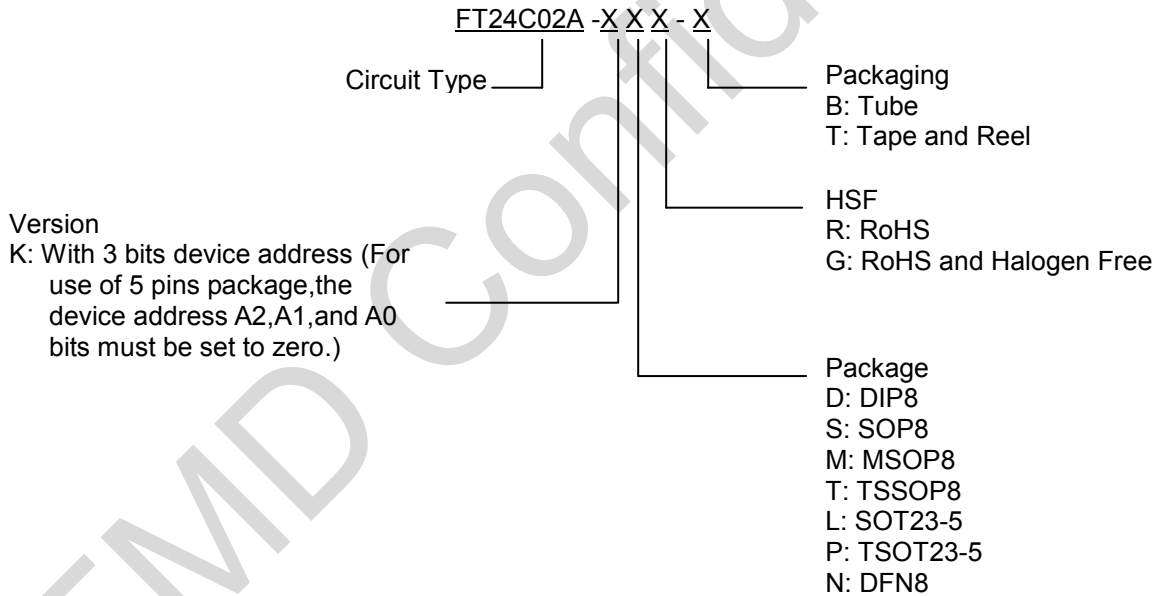 FT24C02A -X X X - X
Circuit Type
Packaging
B: Tube
T: Tape and Reel
HSF
R: RoHS
G: RoHS and Halogen Free
Version
K: With 3 bits device address (For
use of 5 pins package,the
device address A2,A1,and A0
bits must be set to zero.)
Package
D: DIP8
S: SOP8
M: MSOP8
T: TSSOP8
L: SOT23-5
P: TSOT23-5
N: DFN8